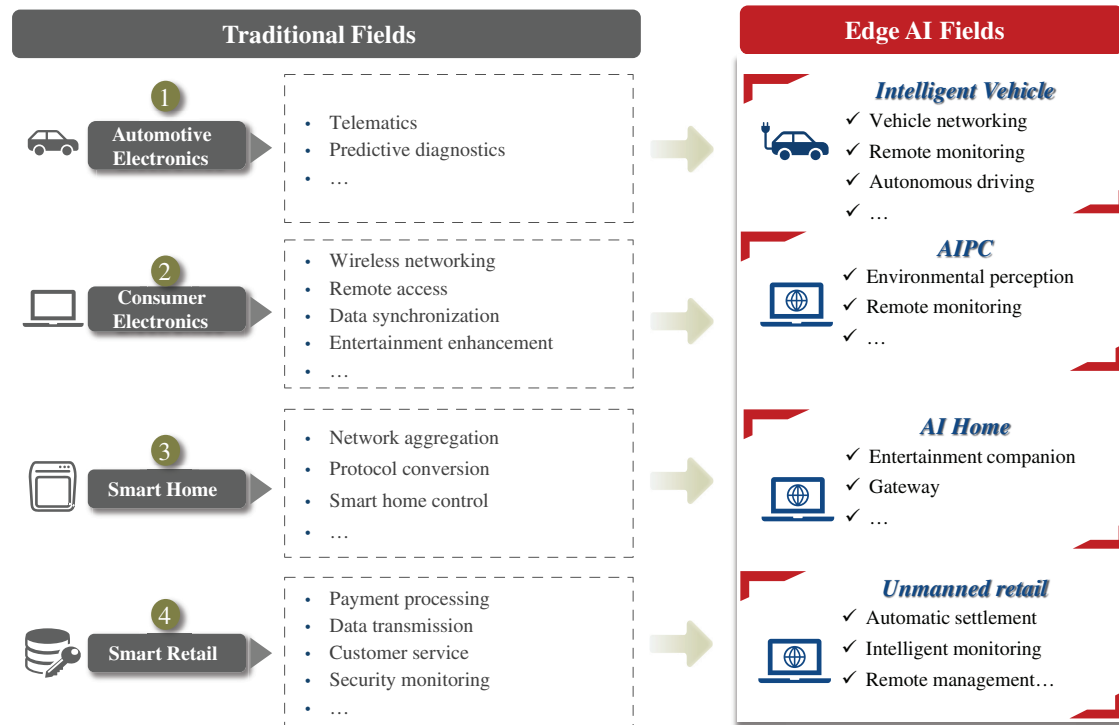 Traditional Fields
Edge AI Fields
1
Automotive
Electronics
• Telematics
• Predictive diagnostics
• …
Intelligent Vehicle
✓ Vehicle networking
✓ Remote monitoring
✓ Autonomous driving
✓ …
2
Consumer
Electronics
• Wireless networking
• Remote access
• Data synchronization
• Entertainment enhancement
• …
AIPC
✓ Environmental perception
✓ Remote monitoring
✓ …
3
Smart Home
• Network aggregation
• Protocol conversion
• Smart home control
• …
AI Home
✓ Entertainment companion
✓ Gateway
✓ …
4
Smart Retail
• Payment processing
• Data transmission
• Customer service
• Security monitoring
• …
Unmanned retail
✓ Automatic settlement
✓ Intelligent monitoring
✓ Remote management…